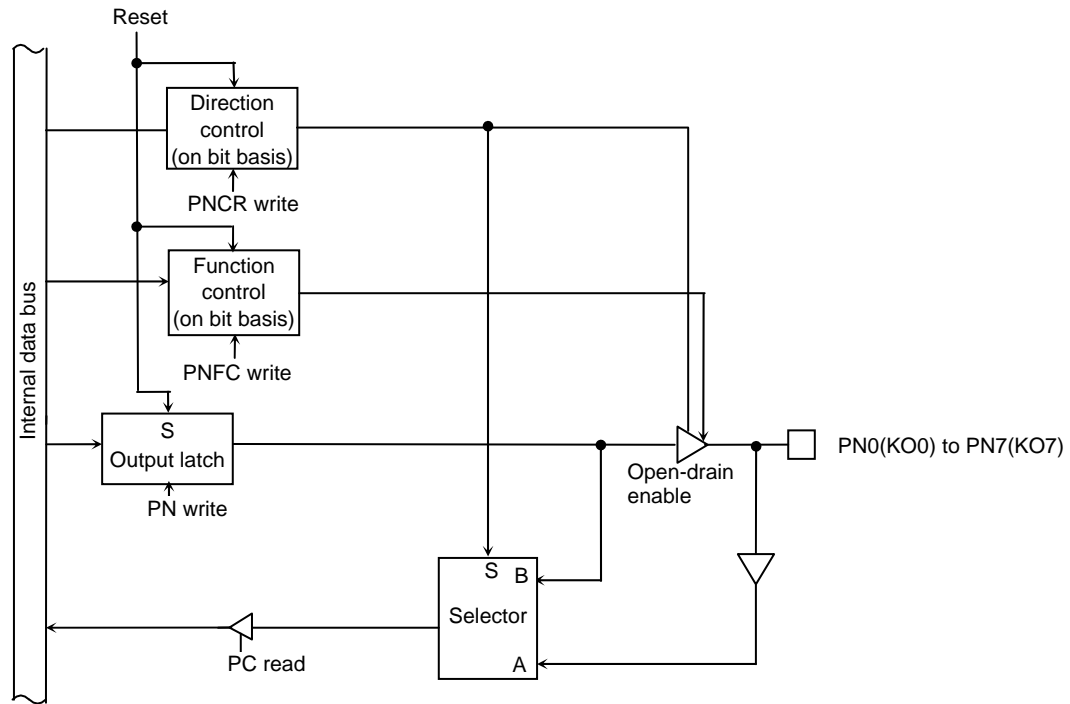 Reset
Internal data bus
Direction
control
(on bit basis)
PNCR write
Function
control
(on bit basis)
PNFC write
S
Output latch
PN write
Open-drain
enable
PN0(KO0) to PN7(KO7)
S
B
Selector
A
PC read